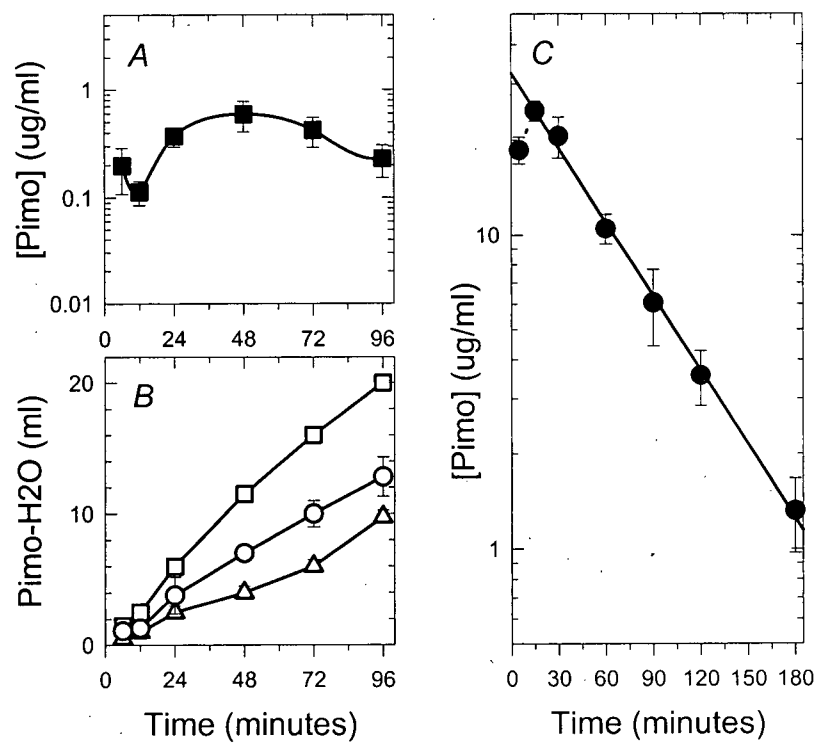 A
[Pimo] (ug/ml)
1
0.1
0.01
0 24 48 72 96
B
Pimo-H2O (ml)
20
10
0
0 24 48 72 96
Time (minutes)
C
[Pimo] (ug/ml)
10
1
0 30 60 90 120 150 180
Time (minutes)